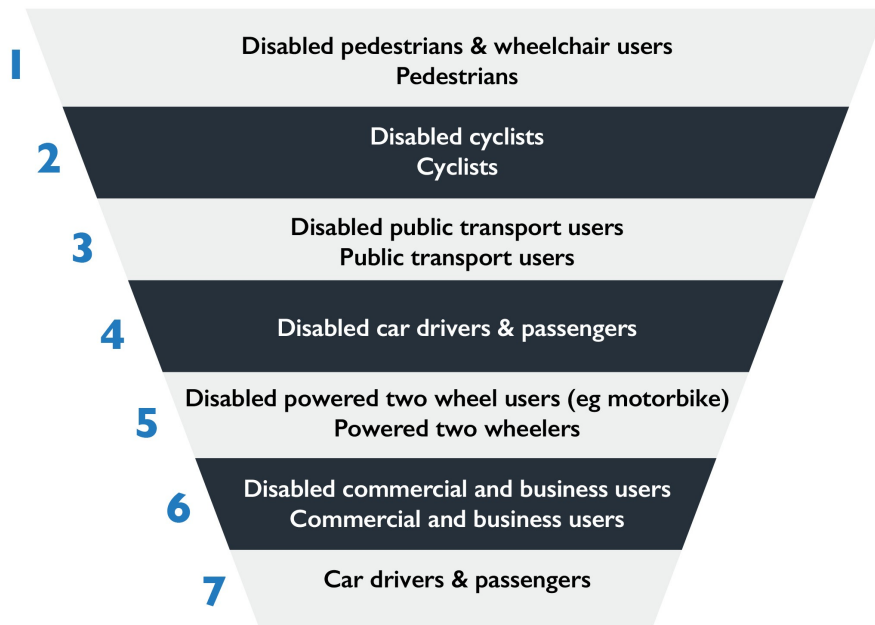 1
Disabled pedestrians & wheelchair users
Pedestrians
2
Disabled cyclists
Cyclists
3
Disabled public transport users
Public transport users
4
Disabled car drivers & passengers
5
Disabled powered two wheel users (eg motorbike)
Powered two wheelers
6
Disabled commercial and business users
Commercial and business users
7
Car drivers & passengers